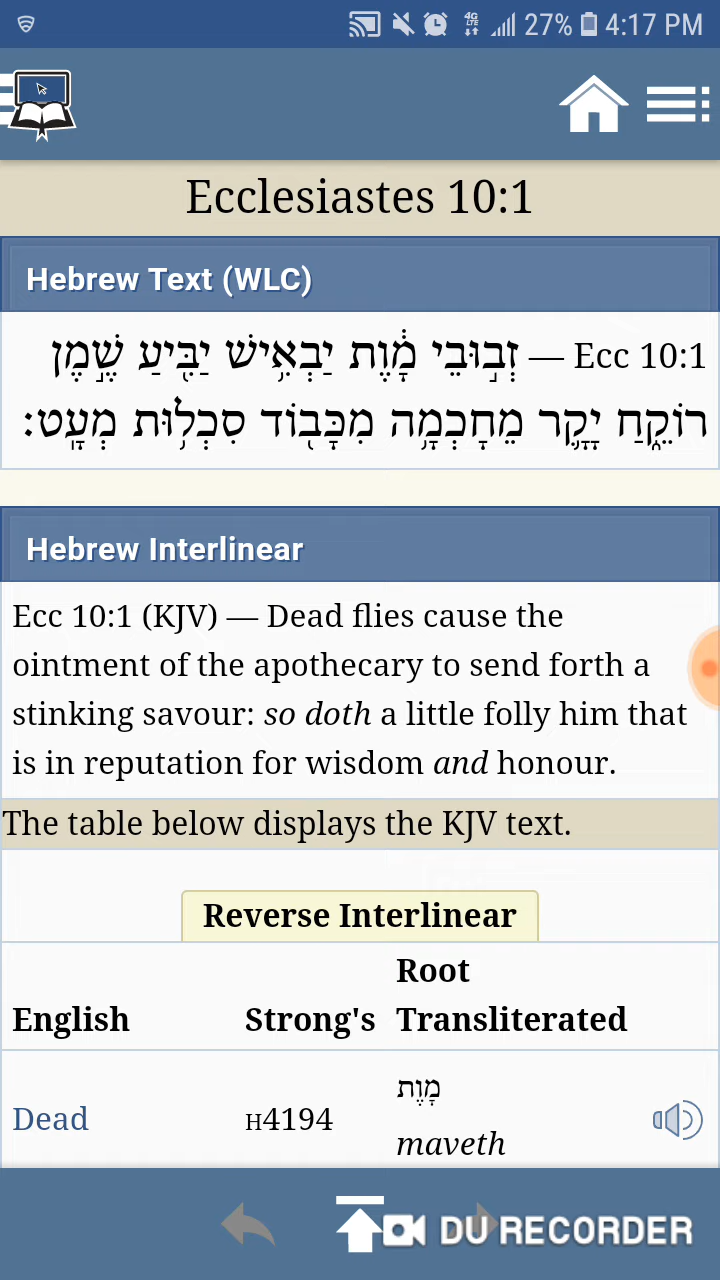 27% 4:17 PM
Ecclesiastes 10:1
Hebrew Text (WLC)
Ecc 10:1 — זְב֣וּבֵי מָ֔וֶת יַבְאִ֥ישׁ יַבִּ֖יעַ שֶׁ֣מֶן
רוֹקֵ֑חַ יָקָ֛ר מֵחָכְמָ֥ה מִכָּב֖וֹד סִכְל֥וּת מְעָֽט׃
Hebrew Interlinear
Ecc 10:1 (KJV) — Dead flies cause the
ointment of the apothecary to send forth a
stinking savour: so doth a little folly him that
is in reputation for wisdom and honour.
The table below displays the KJV text.
Reverse Interlinear
English Strong's Root Transliterated
Dead H4194 מָוֶת
maveth
DU RECORDER